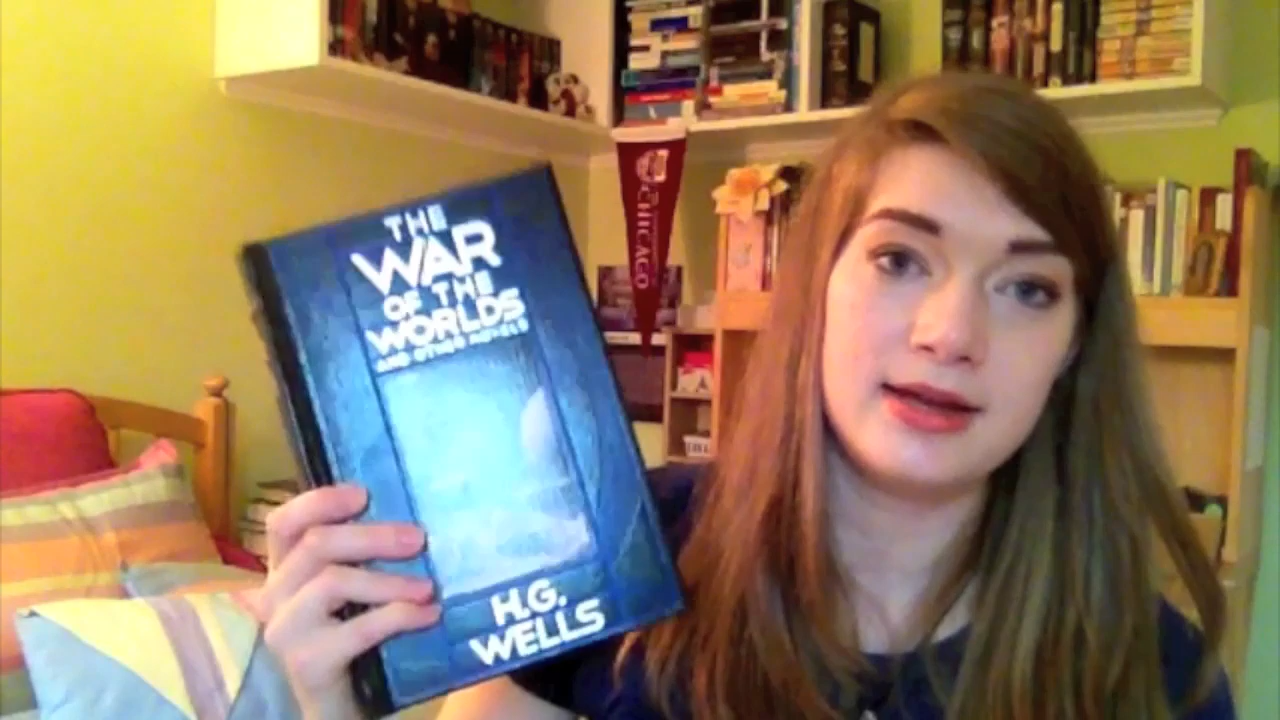 THE
WAR
OF THE
WORLDS
AND OTHER NOVELS
H.G.
WELLS
CHICAGO